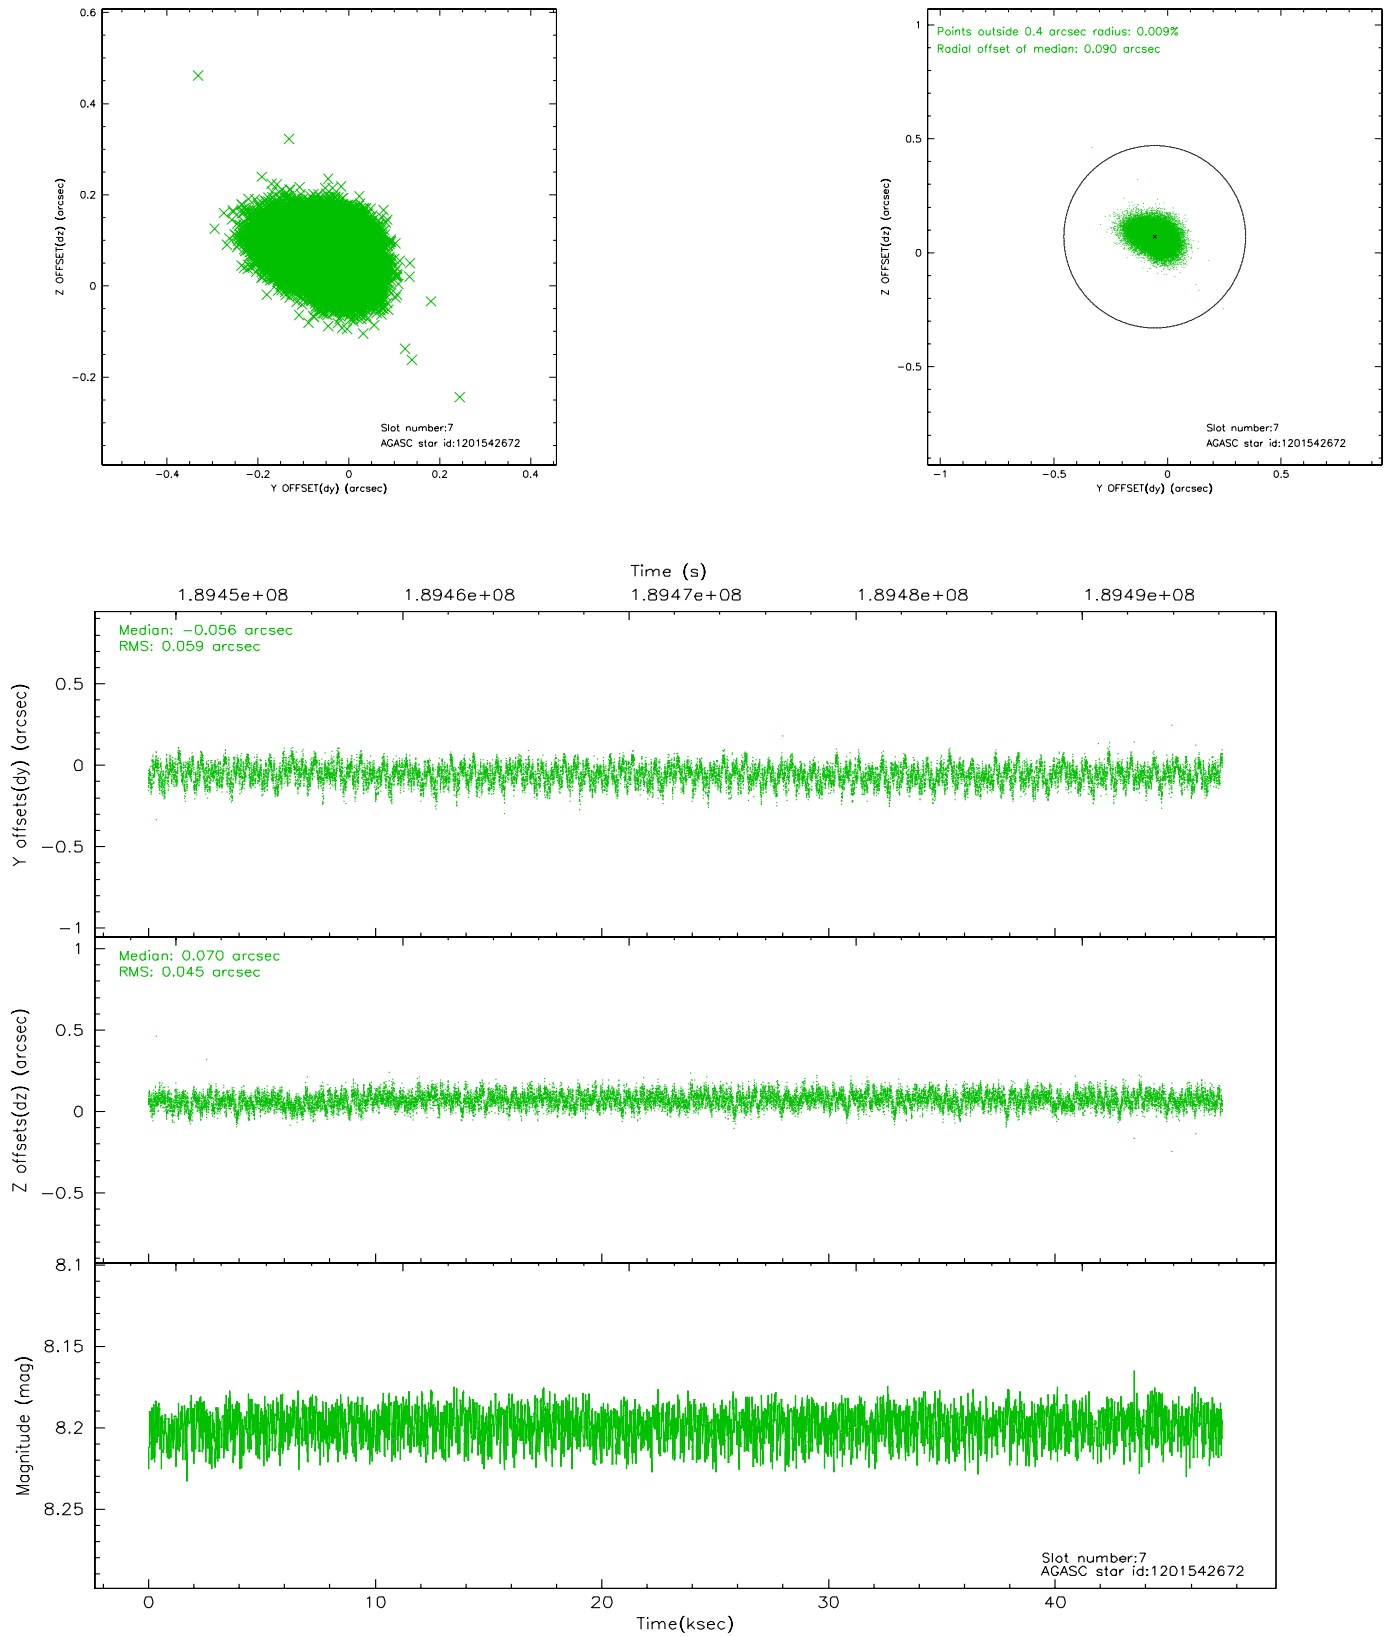 0.6
0.4
0.2
0
−0.2
Z OFFSET(dz) (arcsec)
Slot number:7
AGASC star id:1201542672
−0.4 −0.2 0 0.2 0.4
Y OFFSET(dy) (arcsec)
Points outside 0.4 arcsec radius: 0.009%
Radial offset of median: 0.090 arcsec
1
0.5
0
−0.5
Z OFFSET(dz) (arcsec)
Slot number:7
AGASC star id:1201542672
−1 −0.5 0 0.5
Y OFFSET(dy) (arcsec)
Time (s)
1.8945e+08 1.8946e+08 1.8947e+08 1.8948e+08 1.8949e+08
Median: −0.056 arcsec
RMS: 0.059 arcsec
0.5
0
−0.5
−1
Y offsets(dy) (arcsec)
Median: 0.070 arcsec
RMS: 0.045 arcsec
1
0.5
0
−0.5
Z offsets(dz) (arcsec)
8.1
8.15
8.2
8.25
Magnitude (mag)
Slot number:7
AGASC star id:1201542672
0 10 20 30 40
Time(ksec)